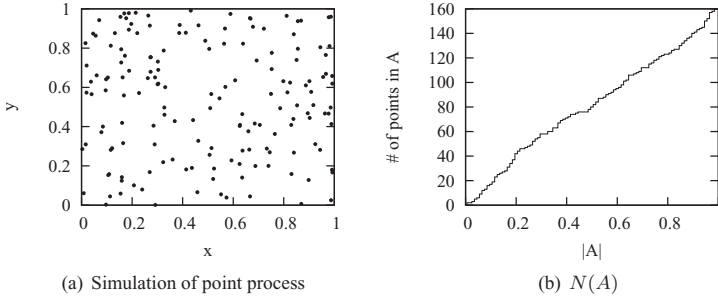 1
0.8
0.6
0.4
0.2
0
y
0 0.2 0.4 0.6 0.8 1
x
(a) Simulation of point process
160
140
120
100
80
60
40
20
0
# of points in A
0 0.2 0.4 0.6 0.8
|A|
(b) N(A)